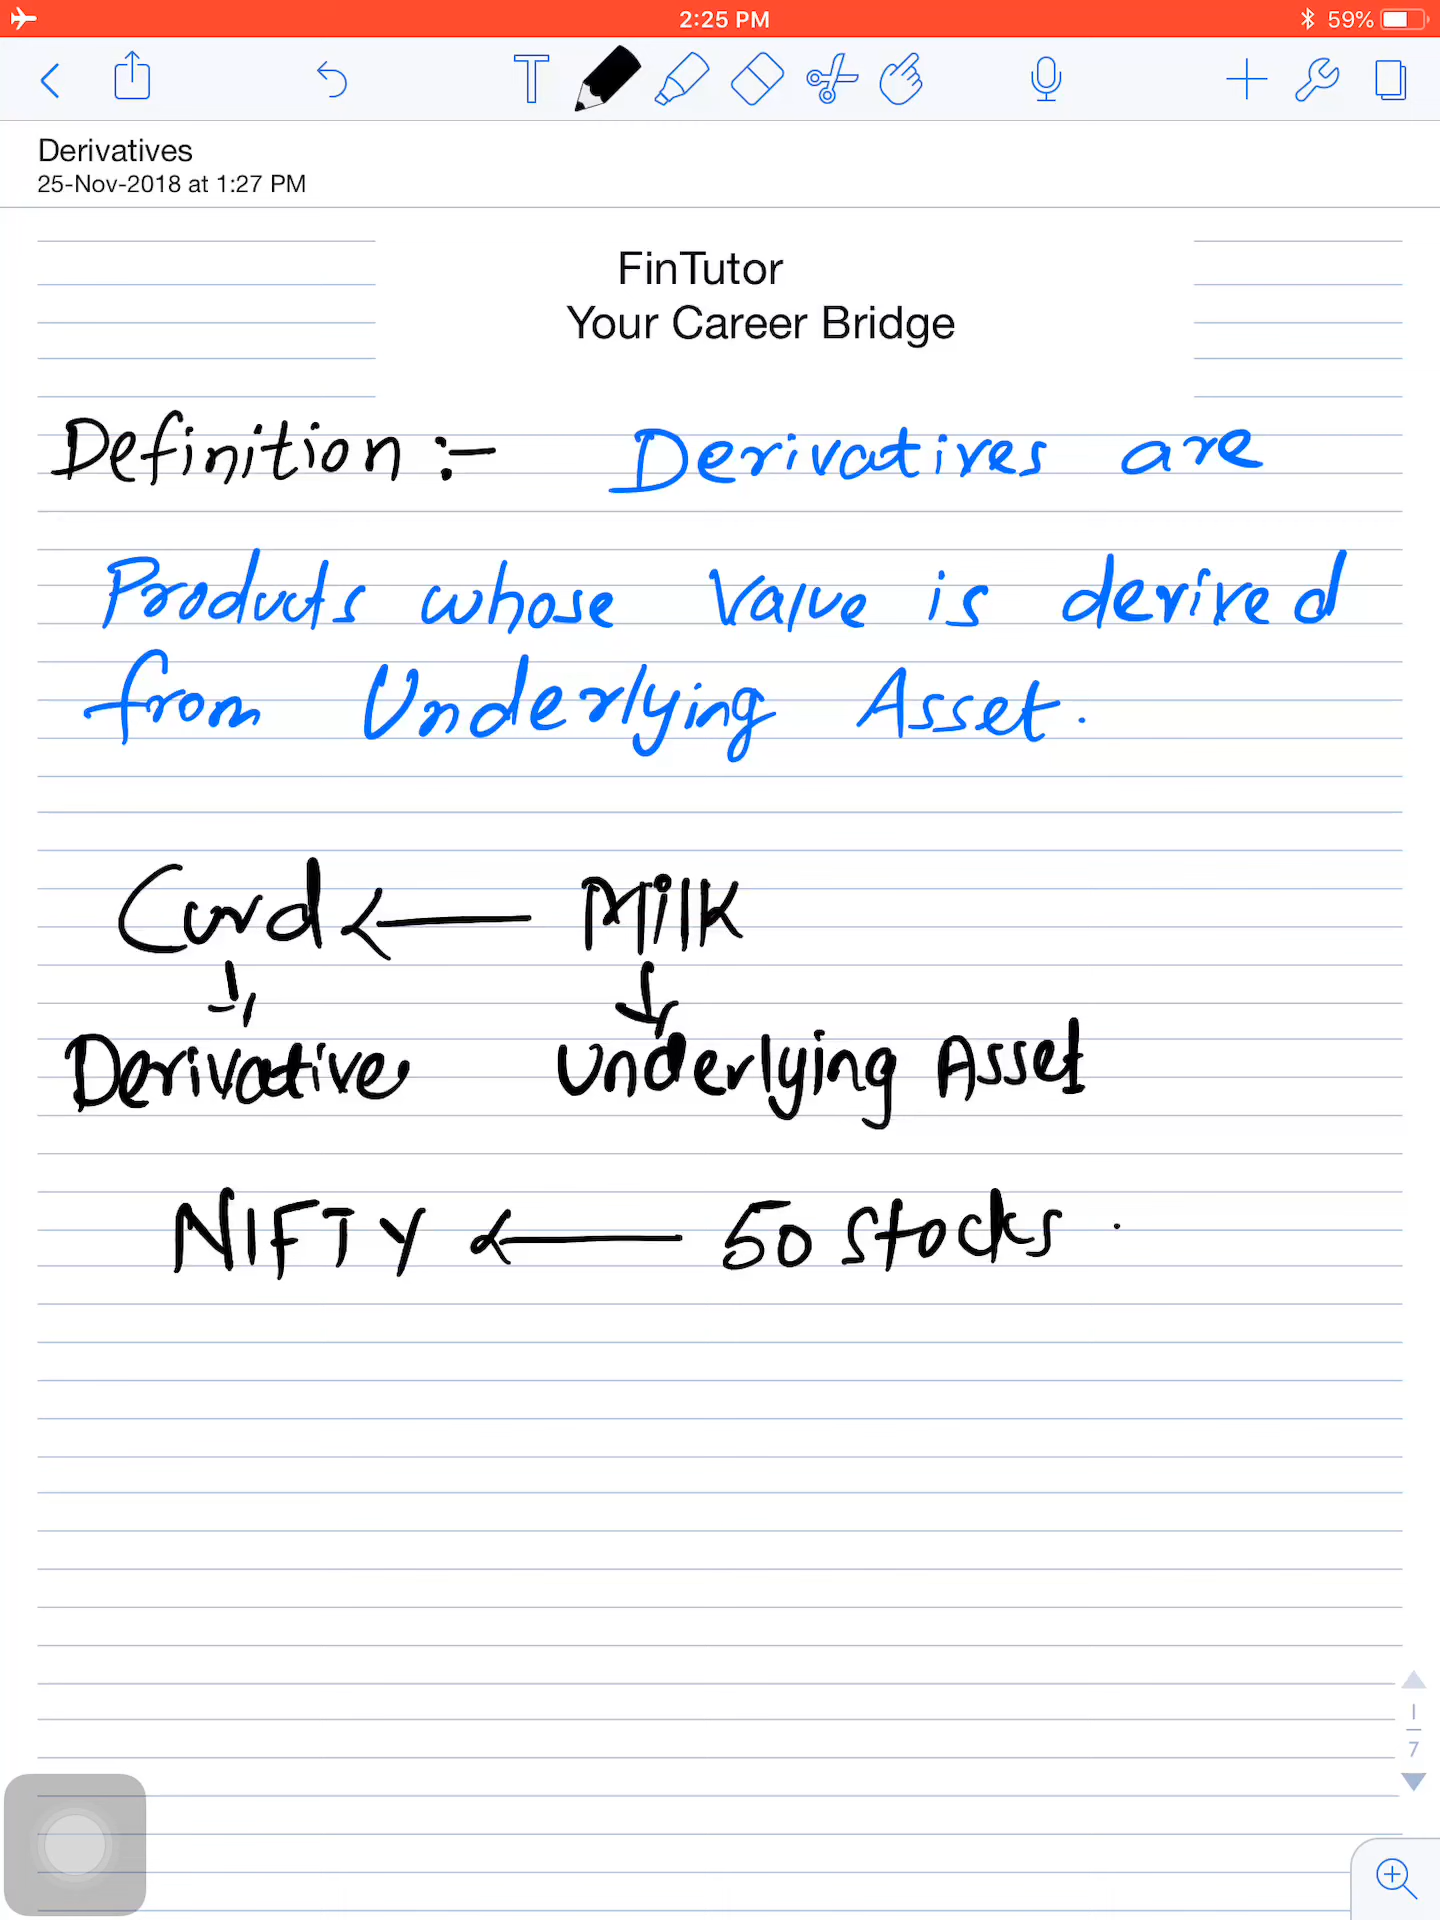 2:25 PM
59%
T
Derivatives
25-Nov-2018 at 1:27 PM
FinTutor
Your Career Bridge
Definition :- Derivatives are
Products whose Value is derived
from Underlying Asset.
Curd ← Milk
Derivative Underlying Asset
NIFTY ← 50 stocks .
1
7